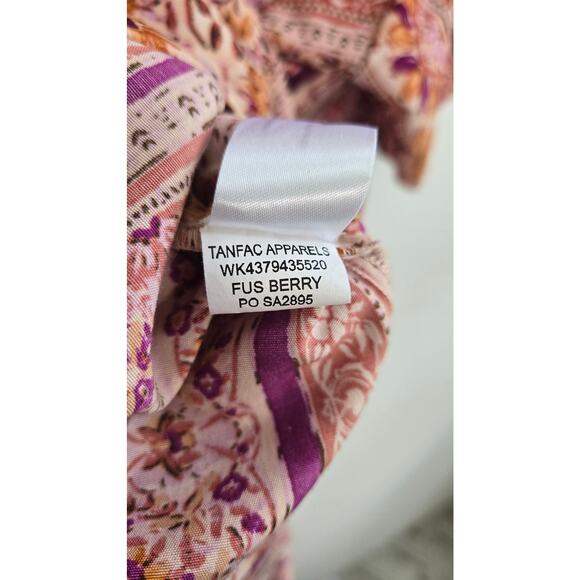 TANFAC APPARELS
WK4379435520
FUS BERRY
PO SA2895